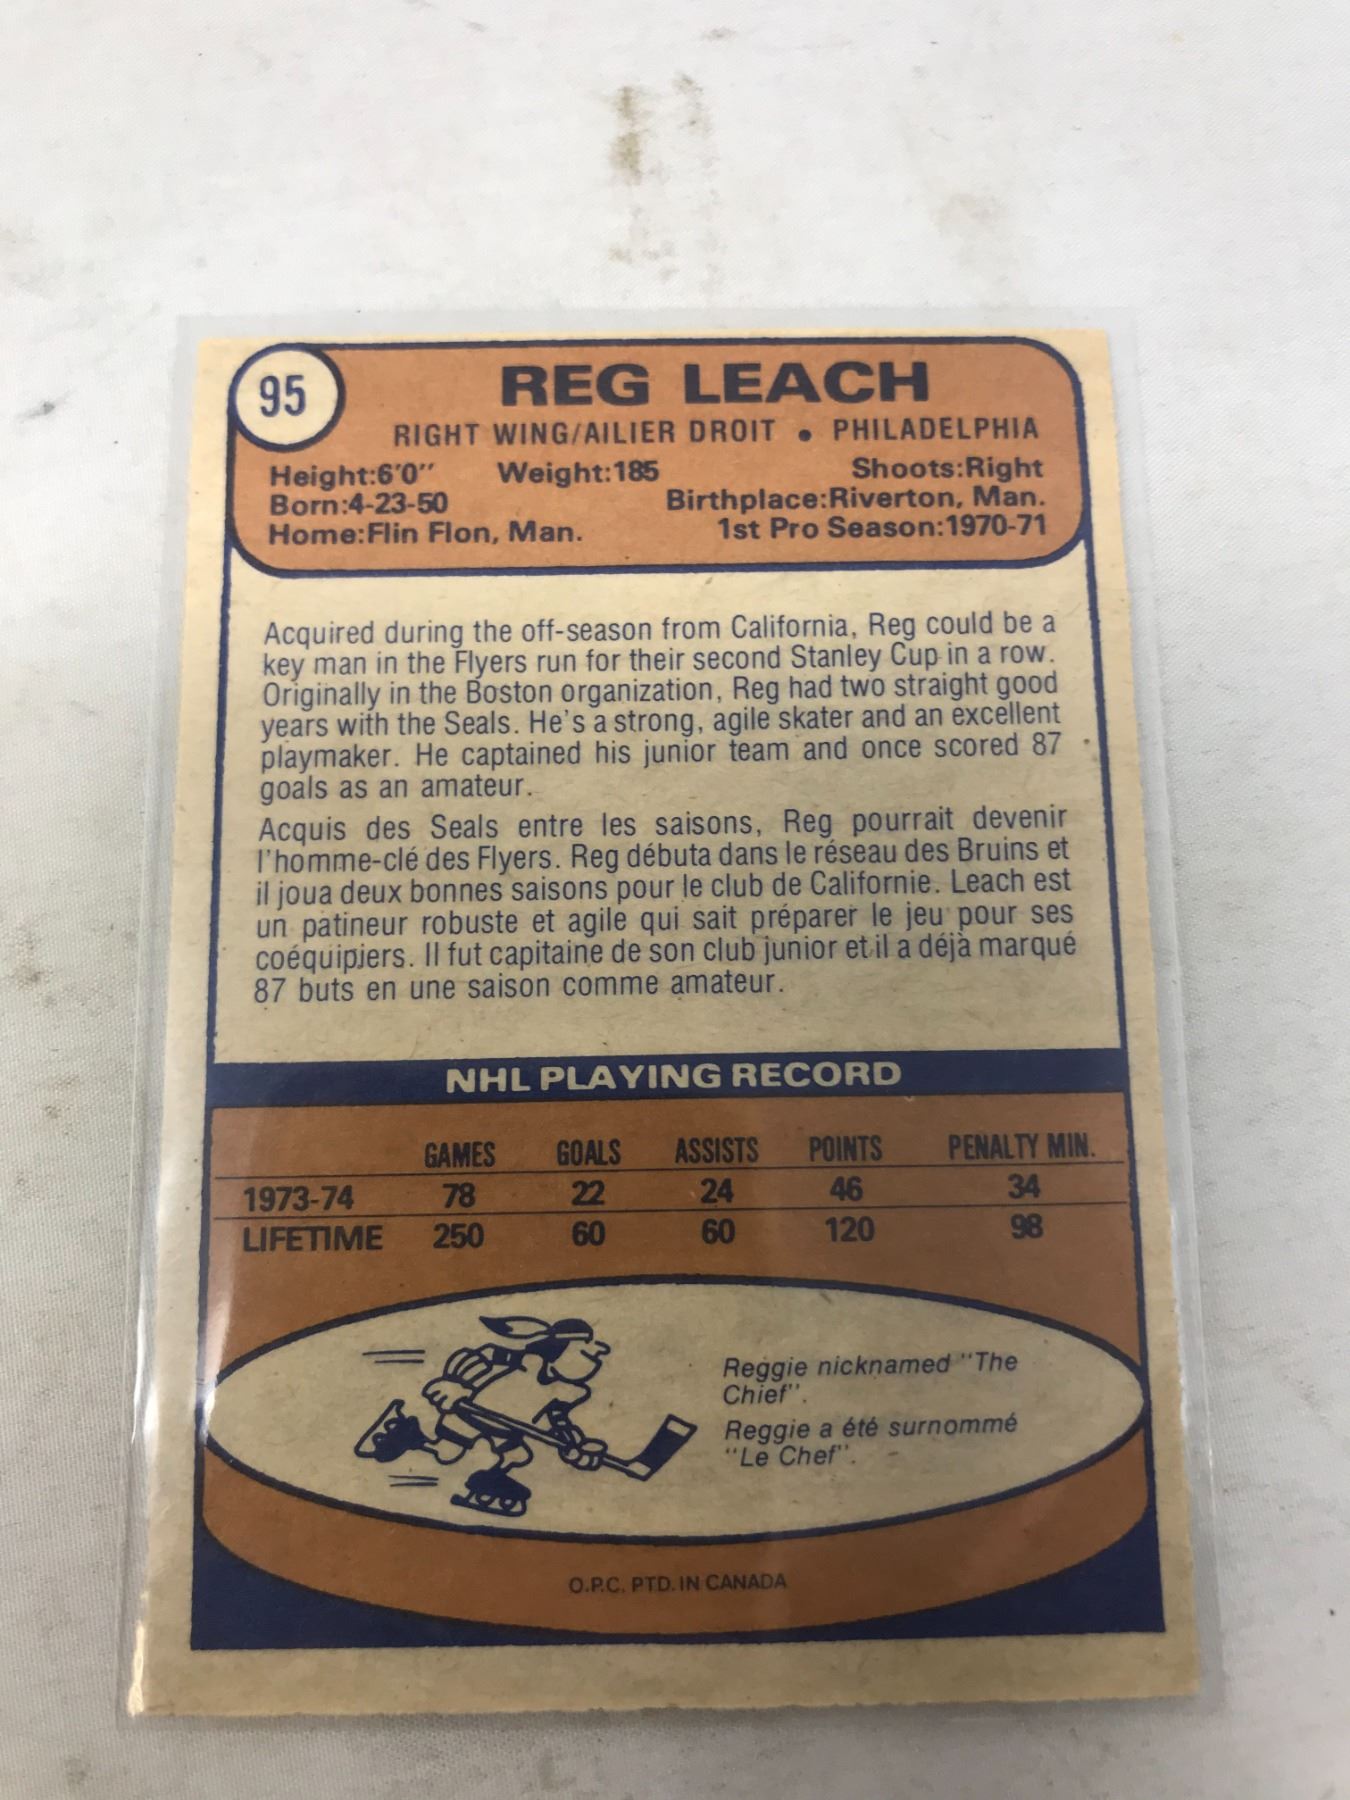 95
REG LEACH
RIGHT WING/AILIER DROIT • PHILADELPHIA
Height:6'0" Weight:185 Shoots:Right
Born:4-23-50 Birthplace:Riverton, Man.
Home:Flin Flon, Man. 1st Pro Season:1970-71
Acquired during the off-season from California, Reg could be a
key man in the Flyers run for their second Stanley Cup in a row.
Originally in the Boston organization, Reg had two straight good
years with the Seals. He's a strong, agile skater and an excellent
playmaker. He captained his junior team and once scored 87
goals as an amateur.
Acquis des Seals entre les saisons, Reg pourrait devenir
l'homme-clé des Flyers. Reg débuta dans le réseau des Bruins et
il joua deux bonnes saisons pour le club de Californie. Leach est
un patineur robuste et agile qui sait préparer le jeu pour ses
coéquipiers. Il fut capitaine de son club junior et il a déjà marqué
87 buts en une saison comme amateur.
NHL PLAYING RECORD
GAMES GOALS ASSISTS POINTS PENALTY MIN.
1973-74 78 22 24 46 34
LIFETIME 250 60 60 120 98
Reggie nicknamed "The
Chief".
Reggie a été surnommé
"Le Chef".
O.P.C. PTD. IN CANADA